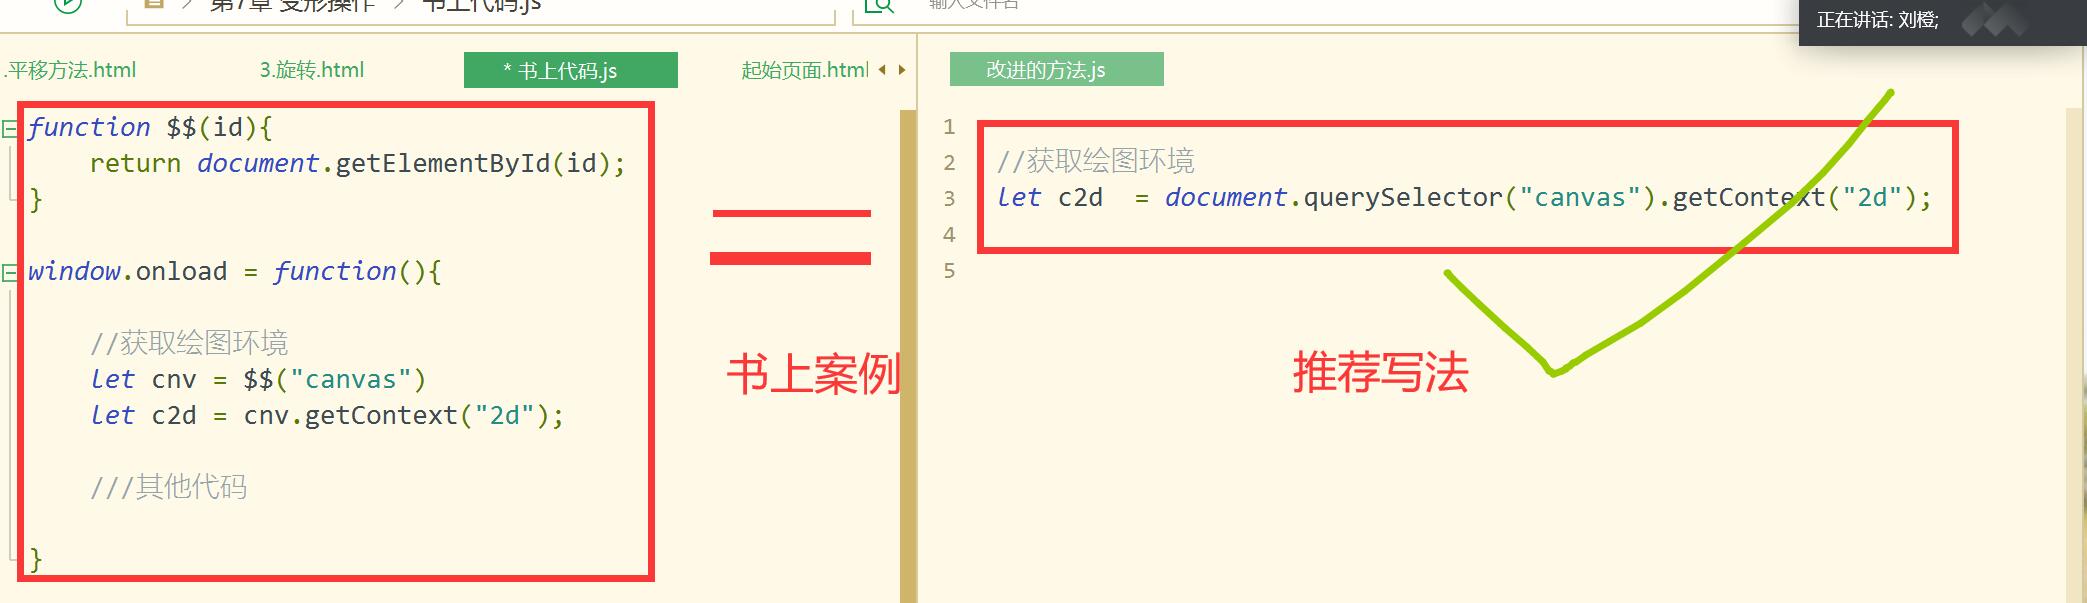 第7章 变形操作 > 书上代码.js
输入文件名
正在讲话: 刘橙;
.平移方法.html
3.旋转.html
* 书上代码.js
起始页面.html
改进的方法.js
function $$(id){
return document.getElementById(id);
}
window.onload = function(){
//获取绘图环境
let cnv = $$("canvas")
let c2d = cnv.getContext("2d");
///其他代码
}
书上案例
1
2 //获取绘图环境
3 let c2d = document.querySelector("canvas").getContext("2d");
4
5
推荐写法